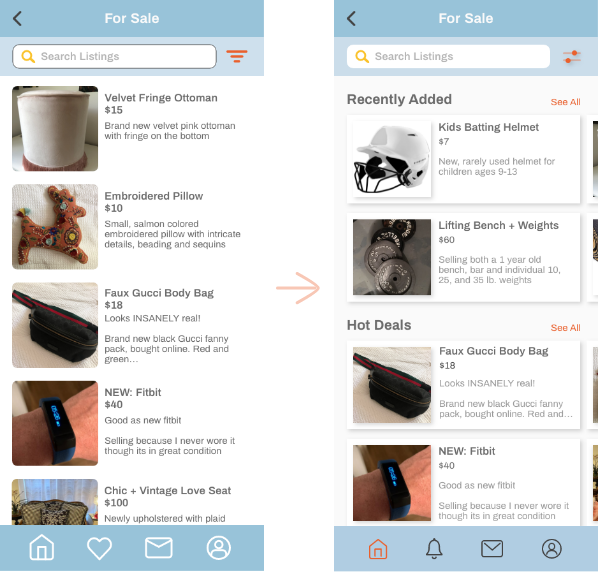 For Sale
Search Listings
Velvet Fringe Ottoman
$15
Brand new velvet pink ottoman
with fringe on the bottom
Embroidered Pillow
$10
Small, salmon colored
embroidered pillow with intricate
details, beading and sequins
Faux Gucci Body Bag
$18
Looks INSANELY real!
Brand new black Gucci fanny
pack, bought online. Red and
green...
NEW: Fitbit
$40
Good as new fitbit
Selling because I never wore it
though its in great condition
Chic + Vintage Love Seat
$100
Newly upholstered with plaid
For Sale
Search Listings
Recently Added
See All
Kids Batting Helmet
$7
New, rarely used helmet for
children ages 9-13
Lifting Bench + Weights
$60
Selling both a 1 year old
bench, bar and individual 10,
25, and 35 lb. weights
Hot Deals
See All
Faux Gucci Body Bag
$18
Looks INSANELY real!
Brand new black Gucci fanny
pack, bought online. Red and...
NEW: Fitbit
$40
Good as new fitbit
Selling because I never wore it
though its in great condition